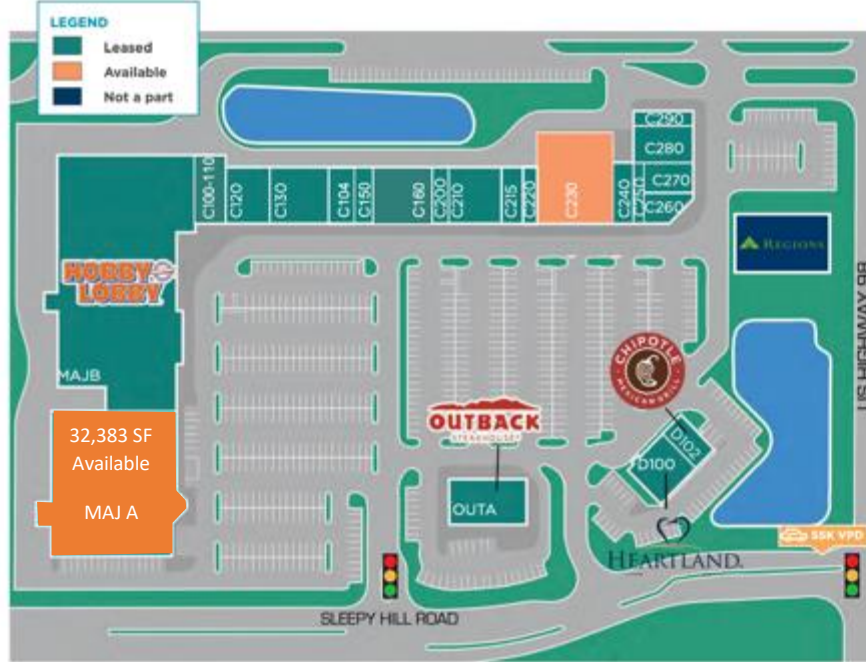 LEGEND
Leased
Available
Not a part
C290
C280
C270
C260
C100-110
C120
C130
C104
C150
C160
C200
C210
C215
C220
C230
C240
C250
REGIONS
HOBBY
LOBBY
US HIGHWAY 98
MAJB
CHIPOTLE
MEXICAN GRILL
OUTBACK
STEAKHOUSE
32,383 SF
Available
MAJ A
D102
D100
OUTA
55K VPD
HEARTLAND.
SLEEPY HILL ROAD